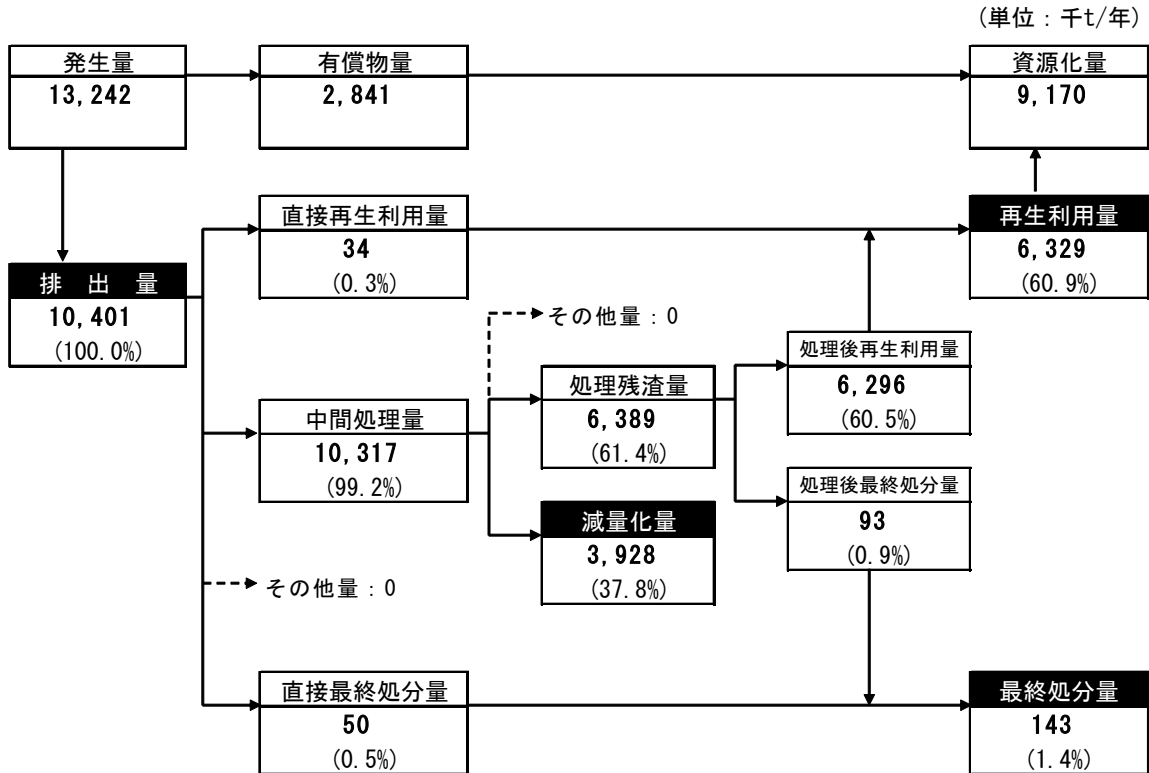 (単位：千t/年)
発生量
13,242
有償物量
2,841
資源化量
9,170
直接再生利用量
34
(0.3%)
再生利用量
6,329
(60.9%)
排 出 量
10,401
(100.0%)
その他量：0
処理残渣量
6,389
(61.4%)
処理後再生利用量
6,296
(60.5%)
中間処理量
10,317
(99.2%)
減量化量
3,928
(37.8%)
処理後最終処分量
93
(0.9%)
その他量：0
直接最終処分量
50
(0.5%)
最終処分量
143
(1.4%)